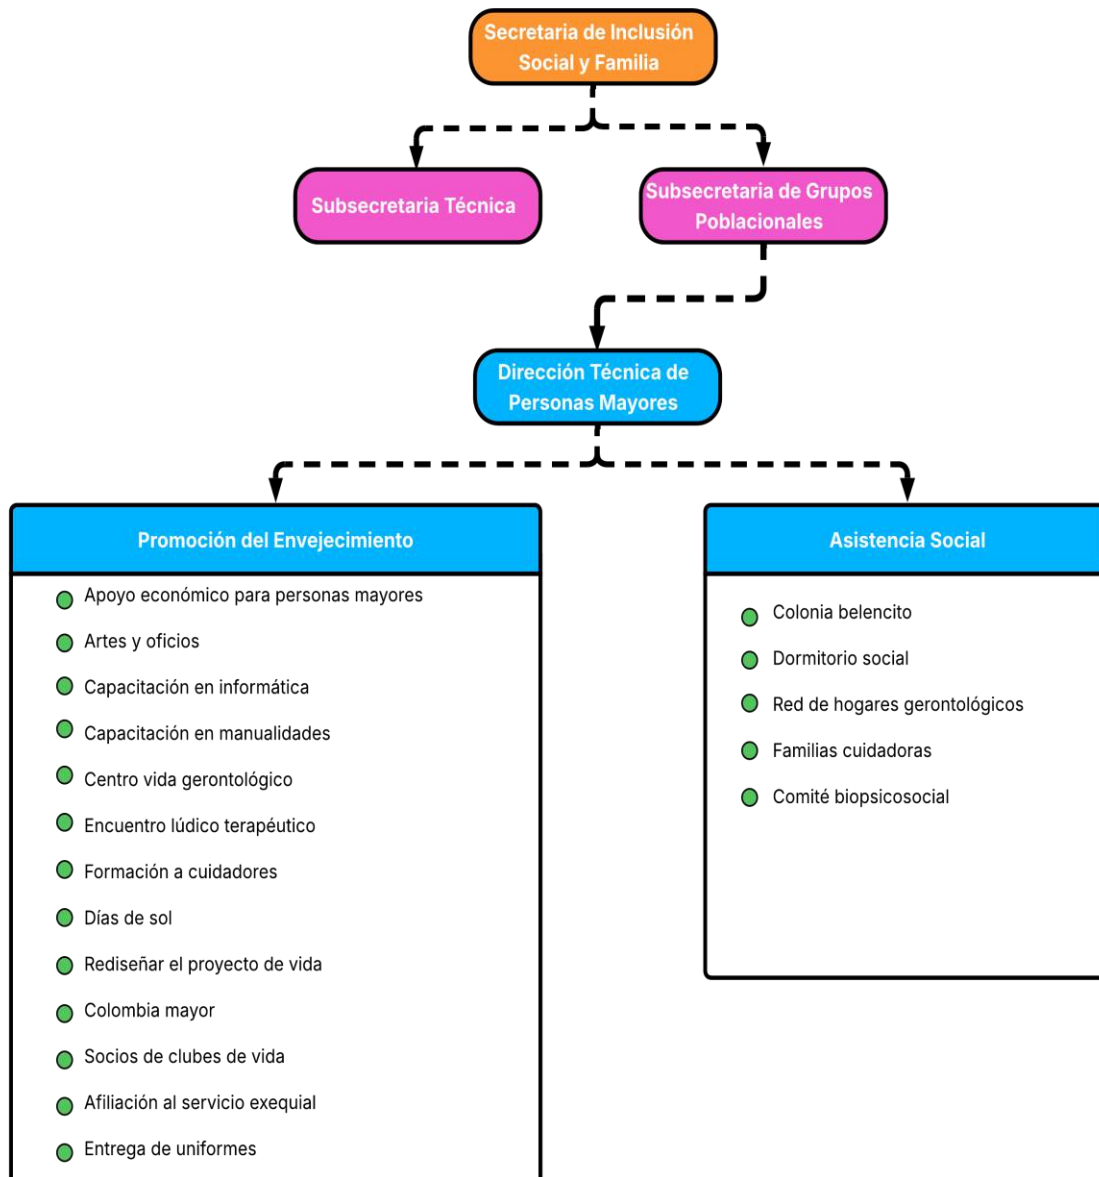 Secretaria de Inclusión
Social y Familia
Subsecretaria Técnica
Subsecretaria de Grupos
Poblacionales
Dirección Técnica de
Personas Mayores
Promoción del Envejecimiento
Apoyo económico para personas mayores
Artes y oficios
Capacitación en informática
Capacitación en manualidades
Centro vida gerontológico
Encuentro lúdico terapéutico
Formación a cuidadores
Días de sol
Rediseñar el proyecto de vida
Colombia mayor
Socios de clubes de vida
Afiliación al servicio exequial
Entrega de uniformes
Asistencia Social
Colonia belencito
Dormitorio social
Red de hogares gerontológicos
Familias cuidadoras
Comité biopsicosocial